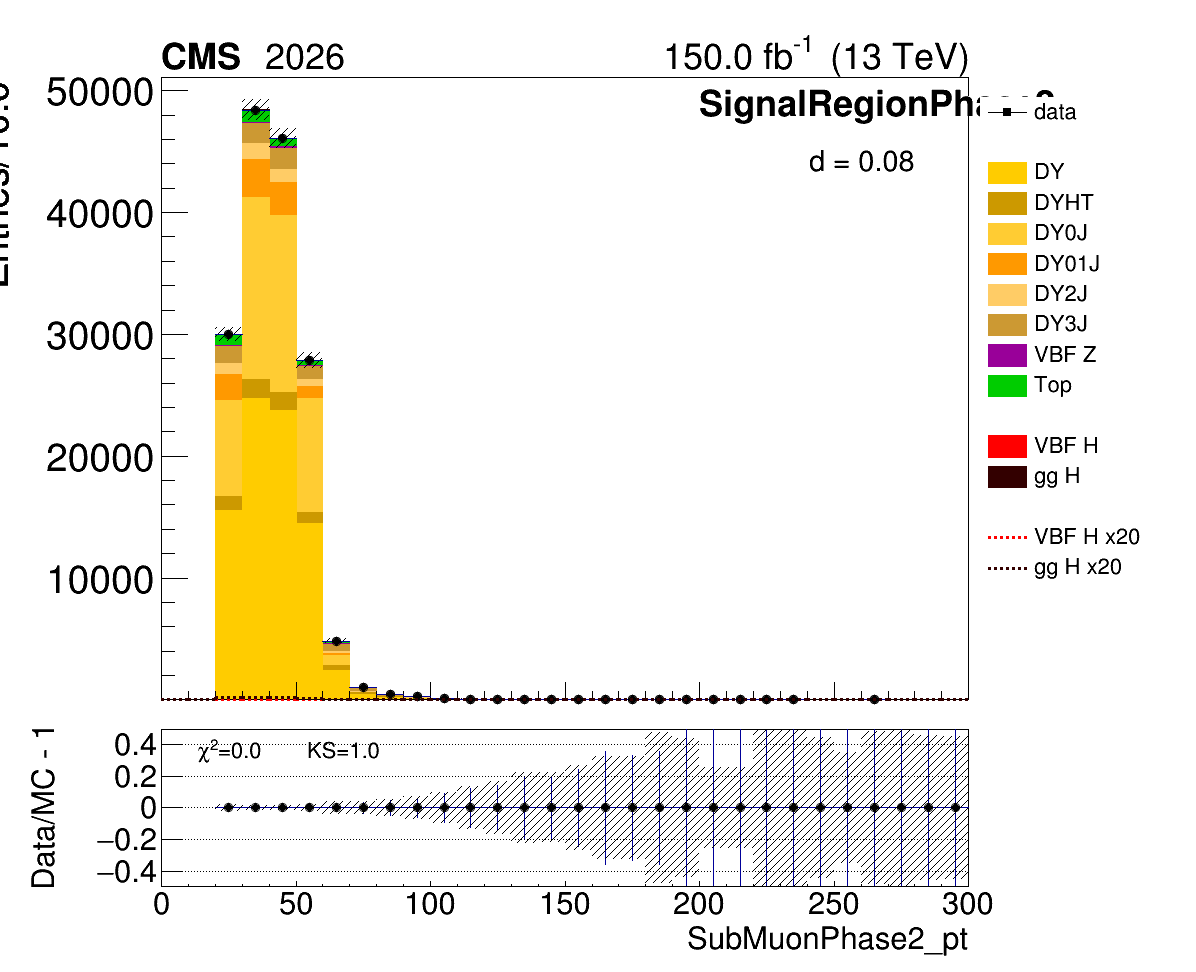 CMS 2026 150.0 fb-1 (13 TeV)
d = 0.08
data
DY
DYHT
DY0J
DY01J
DY2J
DY3J
VBF Z
Top
VBF H
gg H
VBF H x20
gg H x20
50000
40000
30000
20000
10000
Data/MC - 1
χ2=0.0 KS=1.0
0.4
0.2
0
−0.2
−0.4
0 50 100 150 200 250 300
SubMuonPhase2_pt